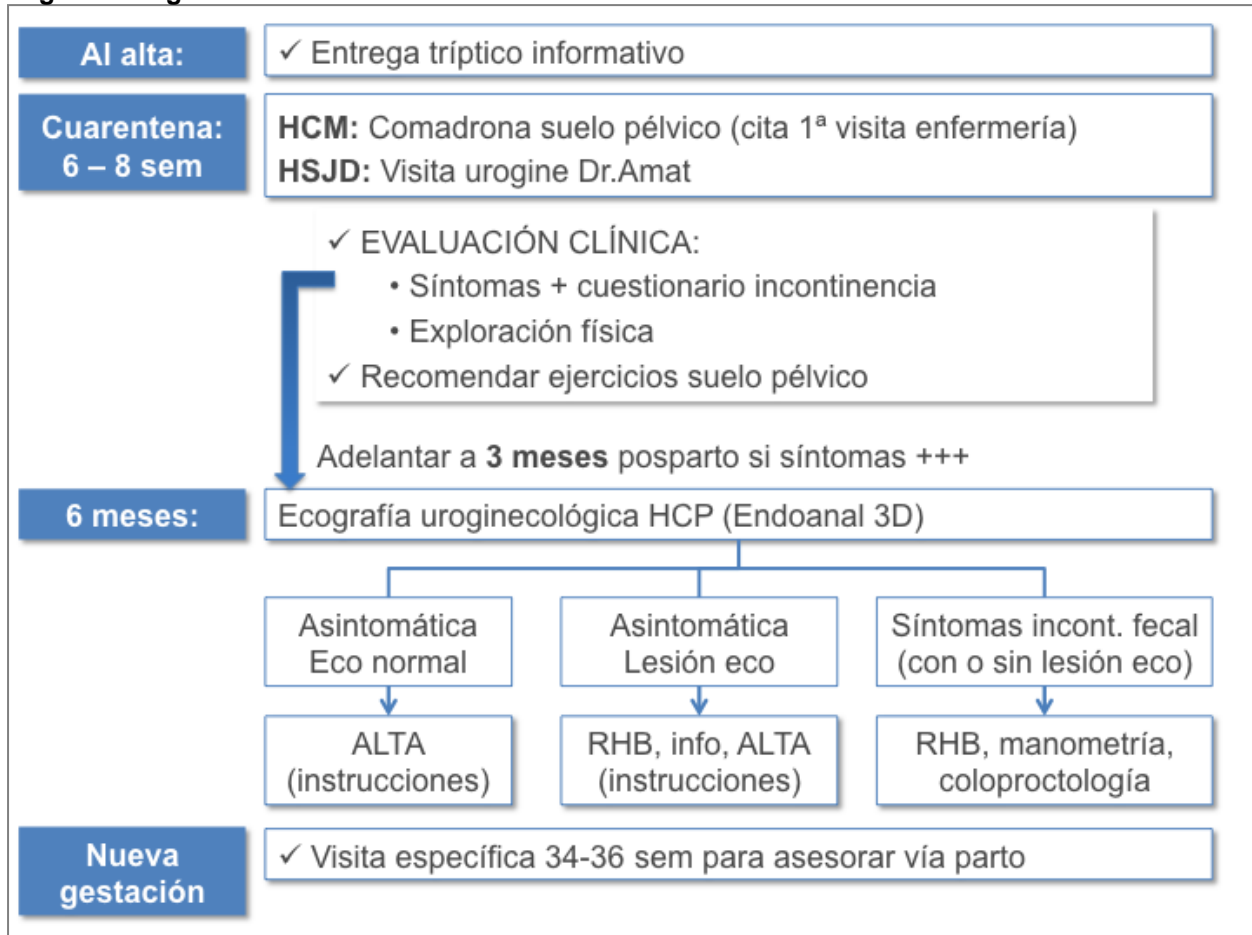 Al alta:
✓ Entrega tríptico informativo
Cuarentena:
6 – 8 sem
HCM: Comadrona suelo pélvico (cita 1ª visita enfermería)
HSJD: Visita urogine Dr.Amat
✓ EVALUACIÓN CLÍNICA:
• Síntomas + cuestionario incontinencia
• Exploración física
✓ Recomendar ejercicios suelo pélvico
Adelantar a 3 meses posparto si síntomas +++
6 meses:
Ecografía uroginecológica HCP (Endoanal 3D)
Asintomática
Eco normal
Asintomática
Lesión eco
Síntomas incont. fecal
(con o sin lesión eco)
ALTA
(instrucciones)
RHB, info, ALTA
(instrucciones)
RHB, manometría,
coloproctología
Nueva
gestación
✓ Visita específica 34-36 sem para asesorar vía parto